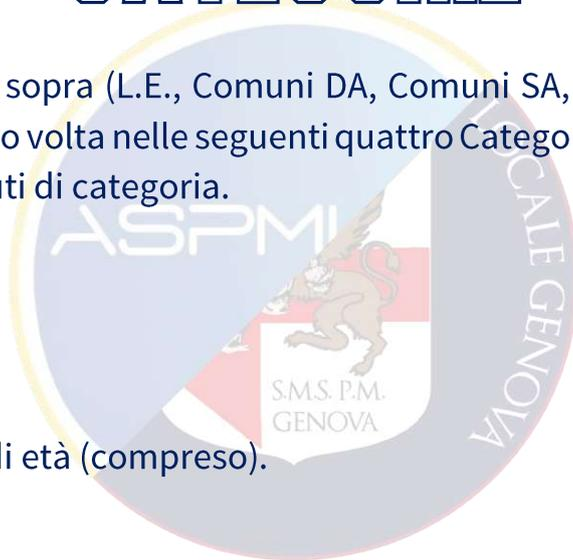 sopra (L.E., Comuni DA, Comuni SA,
o volta nelle seguenti quattro Catego
ti di categoria.
ASPMI
LOCALE GENOVA
S.M.S. P.M.
GENOVA
di età (compreso).